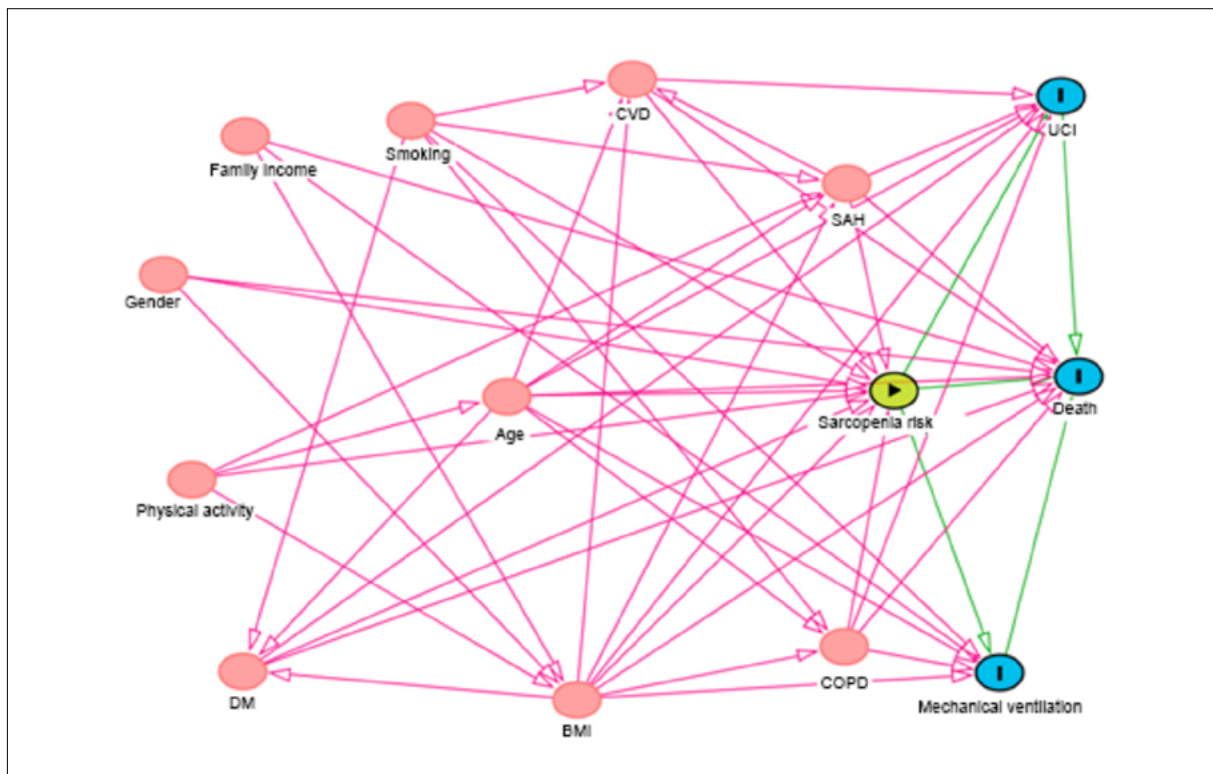 CVD
UCI
Smoking
Family income
SAH
Gender
Death
Sarcopenia risk
Age
Physical activity
COPD
DM
Mechanical ventilation
BMI